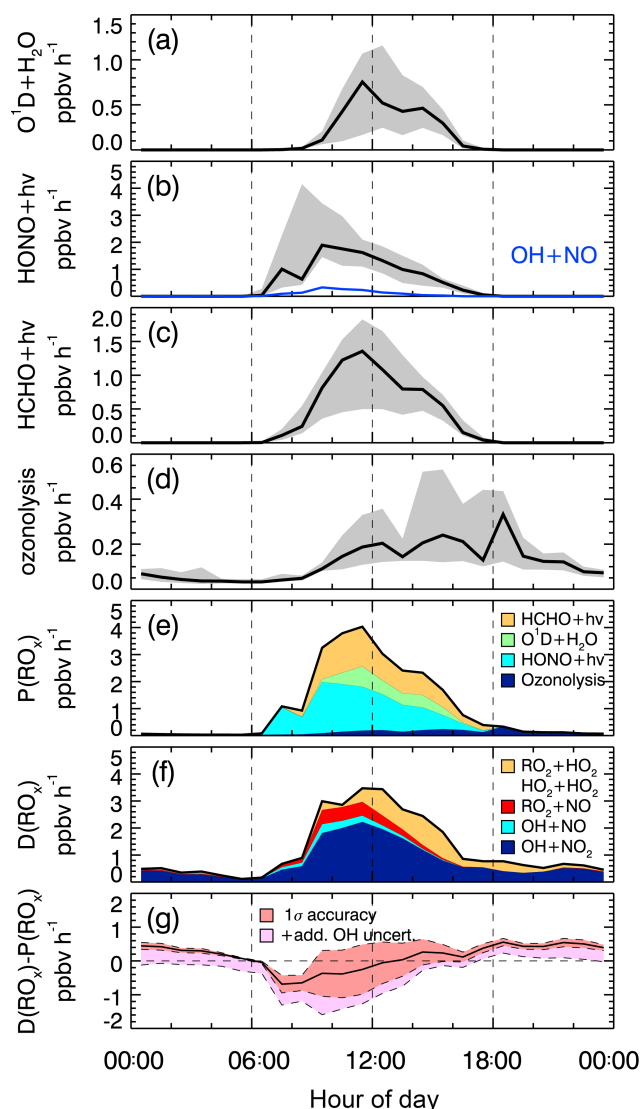 (a)
O¹D+H₂O
ppbv h⁻¹
1.5
1.0
0.5
0.0
(b)
HONO+hv
ppbv h⁻¹
5
4
3
2
1
0
OH+NO
(c)
HCHO+hv
ppbv h⁻¹
2.0
1.5
1.0
0.5
0.0
(d)
ozonolysis
ppbv h⁻¹
0.6
0.4
0.2
0.0
(e)
P(ROₓ)
ppbv h⁻¹
5
4
3
2
1
0
HCHO+hv
O¹D+H₂O
HONO+hv
Ozonolysis
(f)
D(ROₓ)
ppbv h⁻¹
5
4
3
2
1
0
RO₂+HO₂
HO₂+HO₂
RO₂+NO
OH+NO
OH+NO₂
(g)
D(ROₓ)-P(ROₓ)
ppbv h⁻¹
2
1
0
-1
-2
1σ accuracy
+add. OH uncert.
00:00 06:00 12:00 18:00 00:00
Hour of day